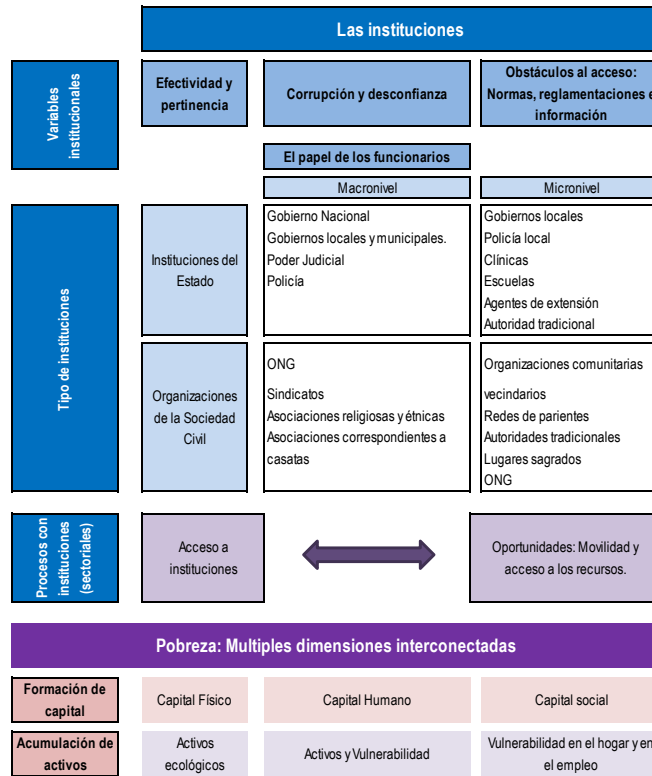 Las instituciones
Variables
institucionales
Efectividad y
pertinencia
Corrupción y desconfianza
Obstáculos al acceso:
Normas, reglamentaciones e
información
El papel de los funcionarios
Macronivel
Micronivel
Tipo de instituciones
Instituciones del
Estado
Gobierno Nacional
Gobiernos locales y municipales.
Poder Judicial
Policía
Gobiernos locales
Policía local
Clínicas
Escuelas
Agentes de extensión
Autoridad tradicional
Organizaciones
de la Sociedad
Civil
ONG
Sindicatos
Asociaciones religiosas y étnicas
Asociaciones correspondientes a
casatas
Organizaciones comunitarias
vecindarios
Redes de parientes
Autoridades tradicionales
Lugares sagrados
ONG
Procesos con
instituciones
(sectoriales)
Acceso a
instituciones
Oportunidades: Movilidad y
acceso a los recursos.
Pobreza: Multiples dimensiones interconectadas
Formación de
capital
Capital Físico
Capital Humano
Capital social
Acumulación de
activos
Activos
ecológicos
Activos y Vulnerabilidad
Vulnerabilidad en el hogar y en
el empleo